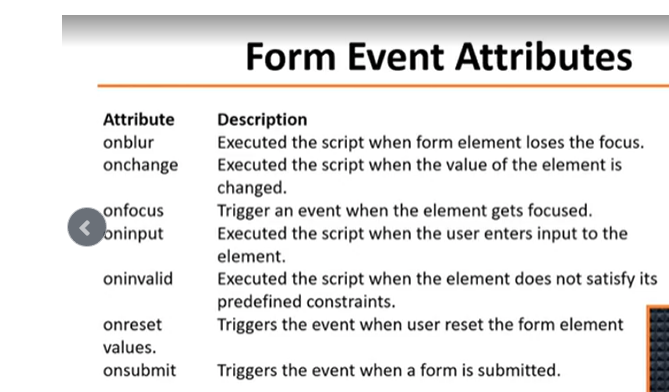 Form Event Attributes
Attribute Description
onblur Executed the script when form element loses the focus.
onchange Executed the script when the value of the element is
changed.
onfocus Trigger an event when the element gets focused.
oninput Executed the script when the user enters input to the
element.
oninvalid Executed the script when the element does not satisfy its
predefined constraints.
onreset Triggers the event when user reset the form element
values.
onsubmit Triggers the event when a form is submitted.